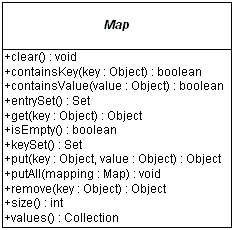 Map
+clear() : void
+containsKey(key : Object) : boolean
+containsValue(value : Object) : boolean
+entrySet() : Set
+get(key : Object) : Object
+isEmpty() : boolean
+keySet() : Set
+put(key : Object, value : Object) : Object
+putAll(mapping : Map) : void
+remove(key : Object) : Object
+size() : int
+values() : Collection